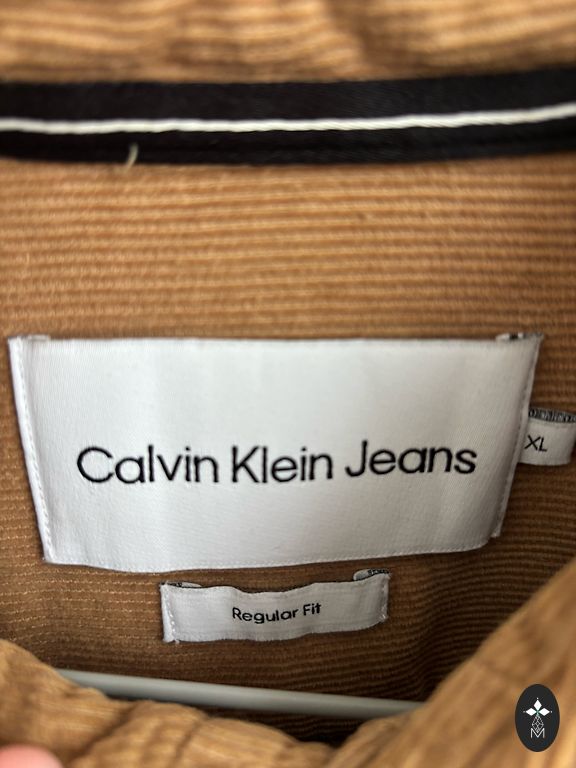 Calvin Klein Jeans
XL
Regular Fit
M